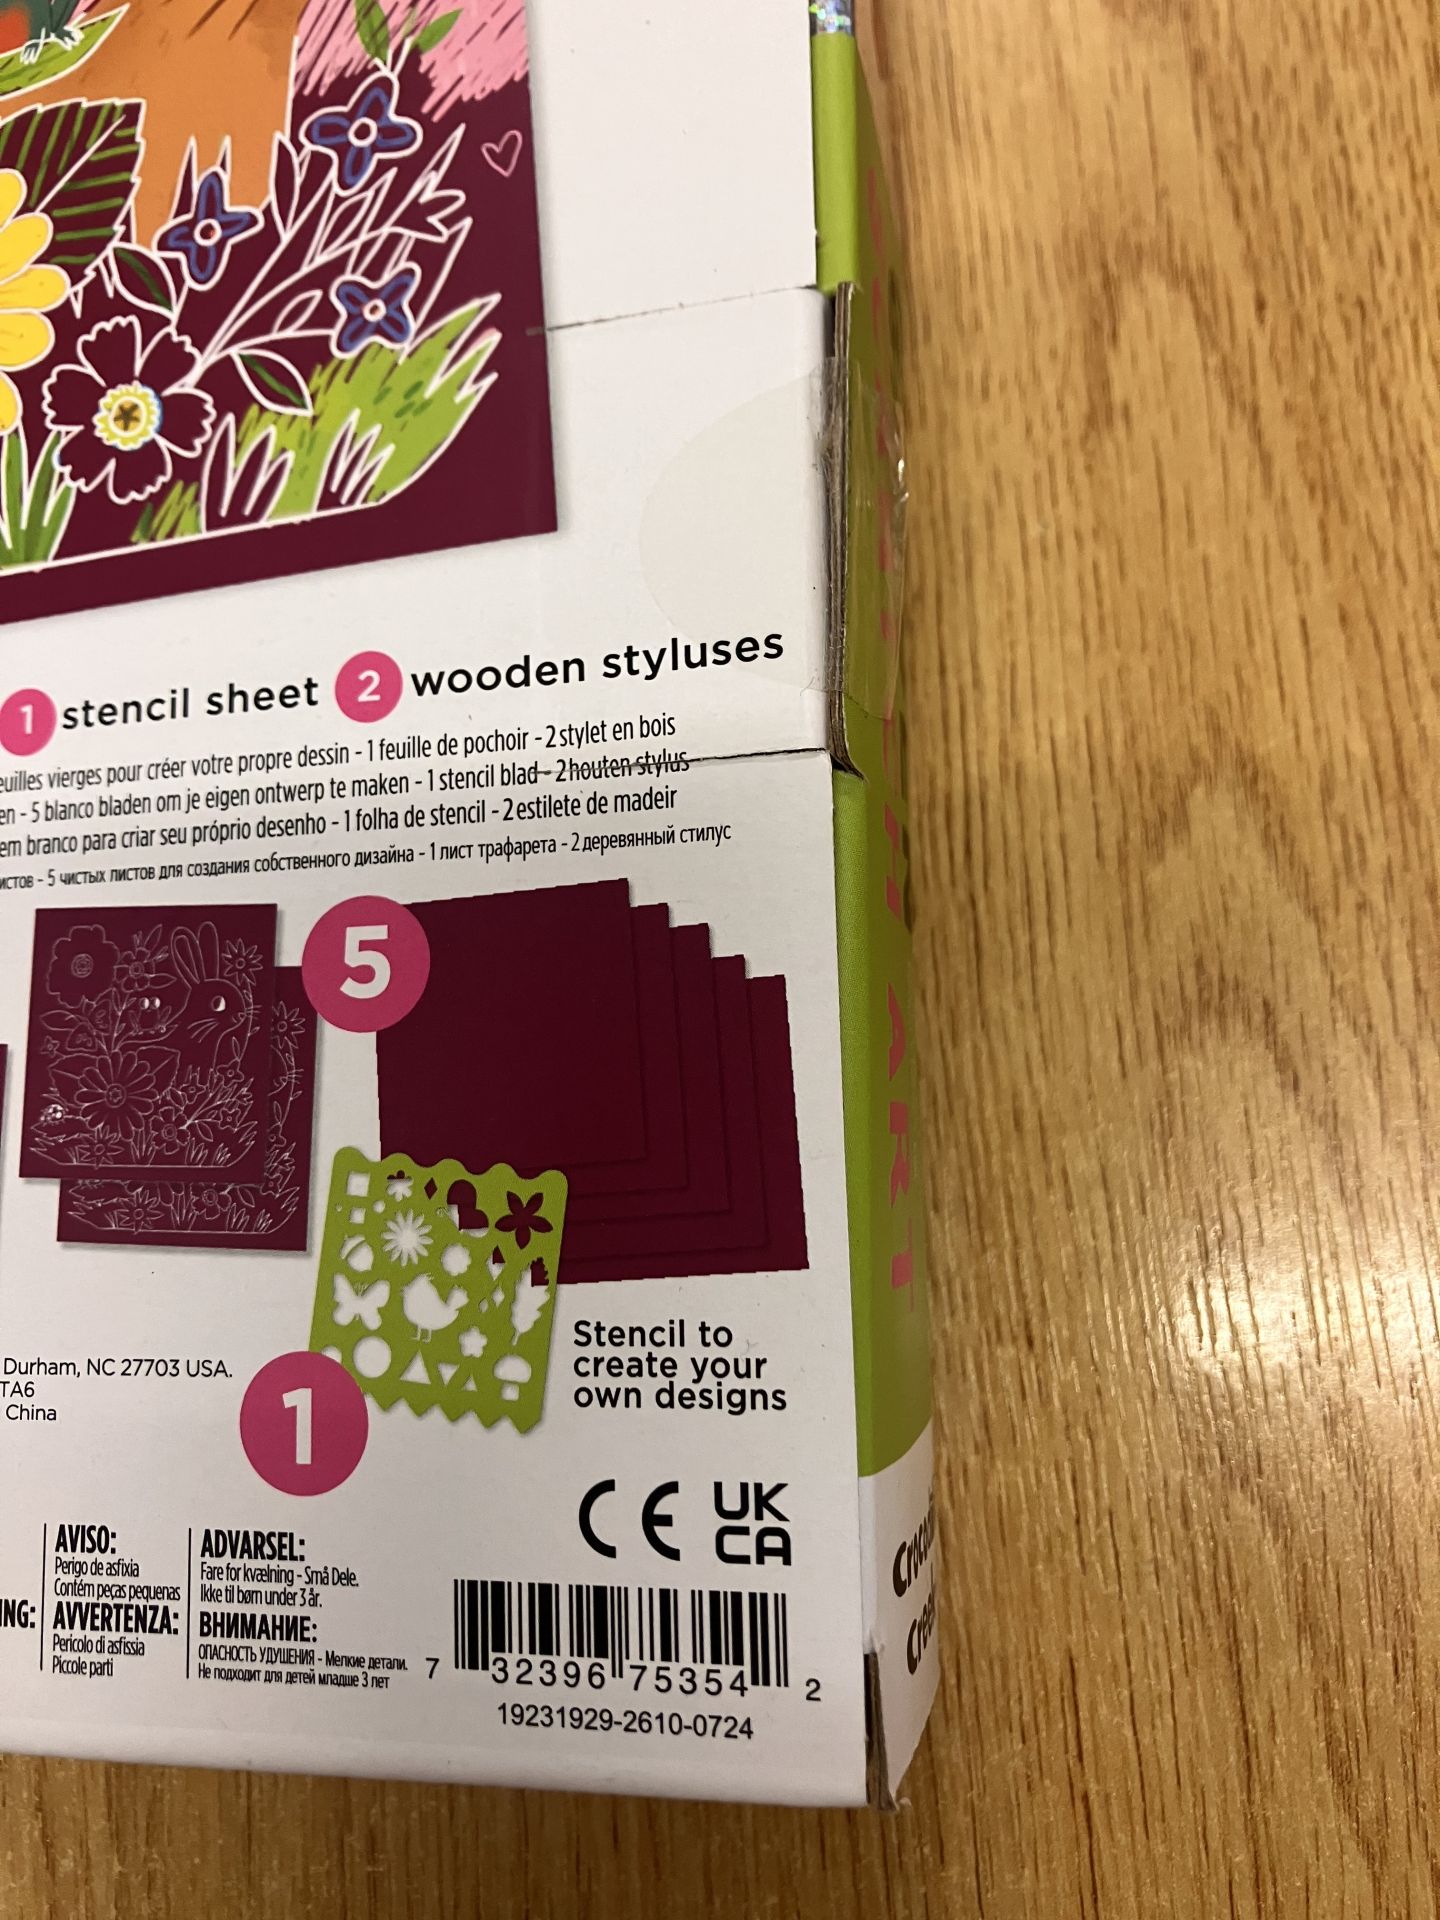 1 stencil sheet 2 wooden styluses
feuilles vierges pour créer votre propre dessin - 1 feuille de pochoir - 2 stylet en bois
en - 5 blanco bladen om je eigen ontwerp te maken - 1 stencil blad - 2 houten stylus
em branco para criar seu próprio desenho - 1 folha de stencil - 2 estilete de madeir
истов - 5 чистых листов для создания собственного дизайна - 1 лист трафарета - 2 деревянный стилус
5
Stencil to
create your
own designs
1
Durham, NC 27703 USA.
TA6
China
CE UK
CA
AVISO:
Perigo de asfixia
Contém peças pequenas
ING:
AVVERTENZA:
Pericolo di asfissia
Piccole parti
ADVARSEL:
Fare for kvælning - Små Dele.
Ikke til børn under 3 år.
ВНИМАНИЕ:
ОПАСНОСТЬ УДУШЕНИЯ - Мелкие детали.
Не подходит для детей младше 3 лет
7 32396 75354 2
19231929-2610-0724
ART
Crocodile
Creek